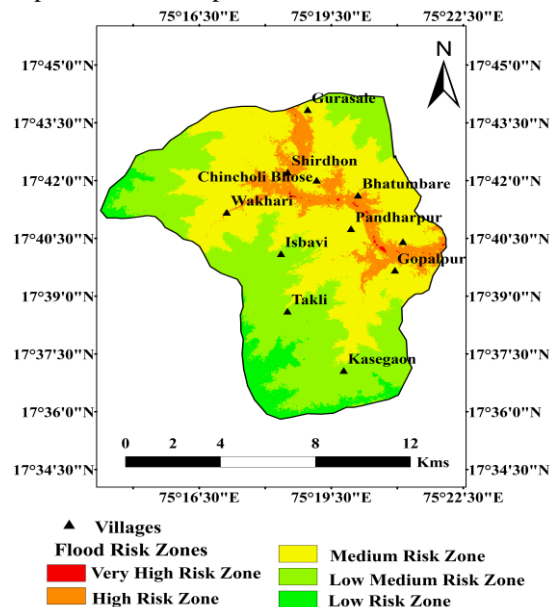 75°16'30"E 75°19'30"E 75°22'30"E
N
17°45'0"N 17°45'0"N
Gurasale
17°43'30"N 17°43'30"N
Shirdhon
17°42'0"N 17°42'0"N
Chincholi Bhose
Bhatumbare
Wakhari
Pandharpur
17°40'30"N 17°40'30"N
Isbavi
Gopalpur
17°39'0"N 17°39'0"N
Takli
17°37'30"N 17°37'30"N
Kasegaon
17°36'0"N 17°36'0"N
0 2 4 8 12
Kms
17°34'30"N 17°34'30"N
75°16'30"E 75°19'30"E 75°22'30"E
Villages
Flood Risk Zones
Very High Risk Zone
High Risk Zone
Medium Risk Zone
Low Medium Risk Zone
Low Risk Zone